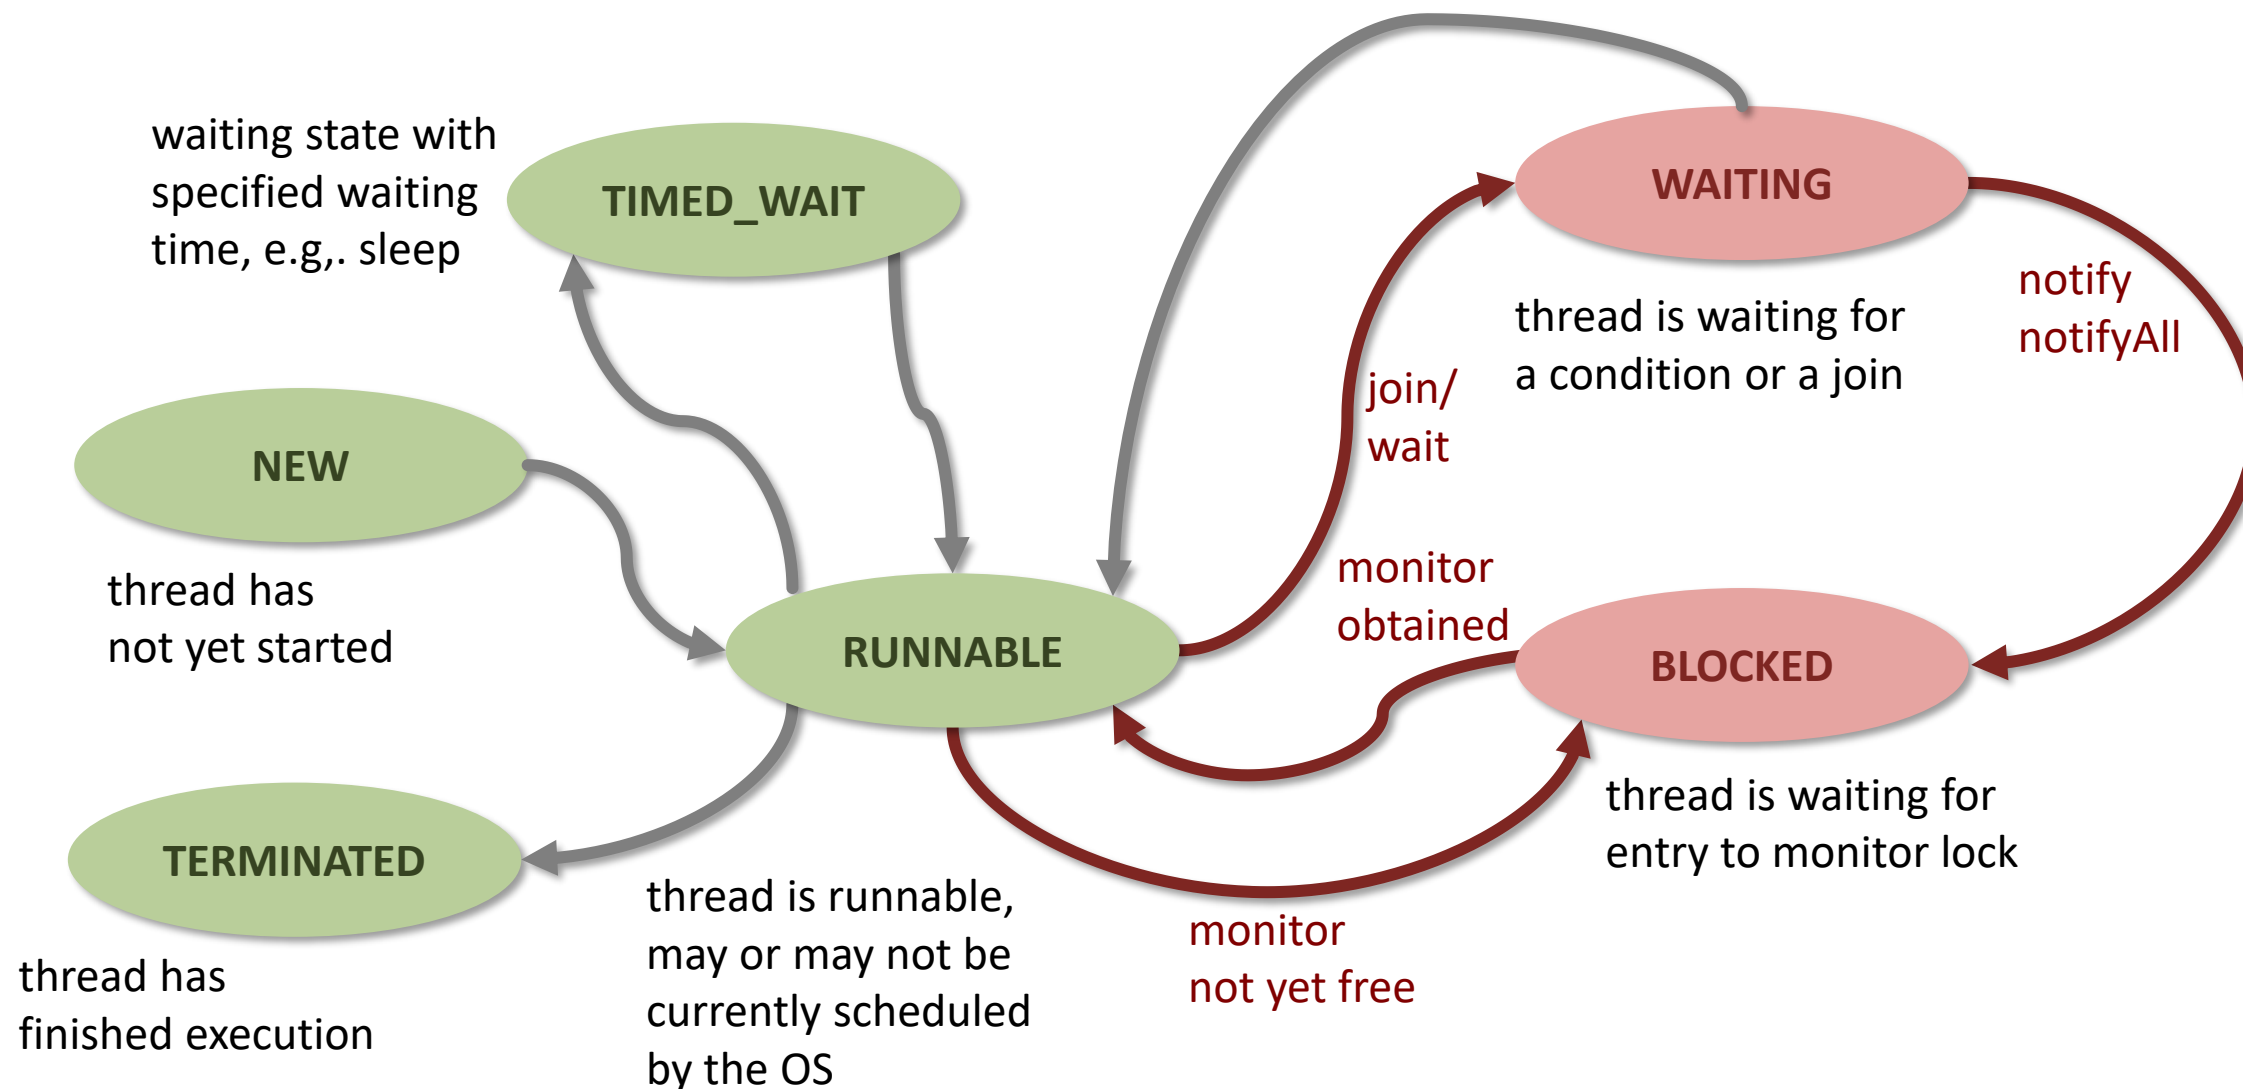 waiting state with
specified waiting
time, e.g,. sleep
TIMED_WAIT
WAITING
notify
notifyAll
thread is waiting for
a condition or a join
join/
wait
NEW
thread has
not yet started
monitor
obtained
RUNNABLE
BLOCKED
thread is waiting for
entry to monitor lock
TERMINATED
thread has
finished execution
thread is runnable,
may or may not be
currently scheduled
by the OS
monitor
not yet free